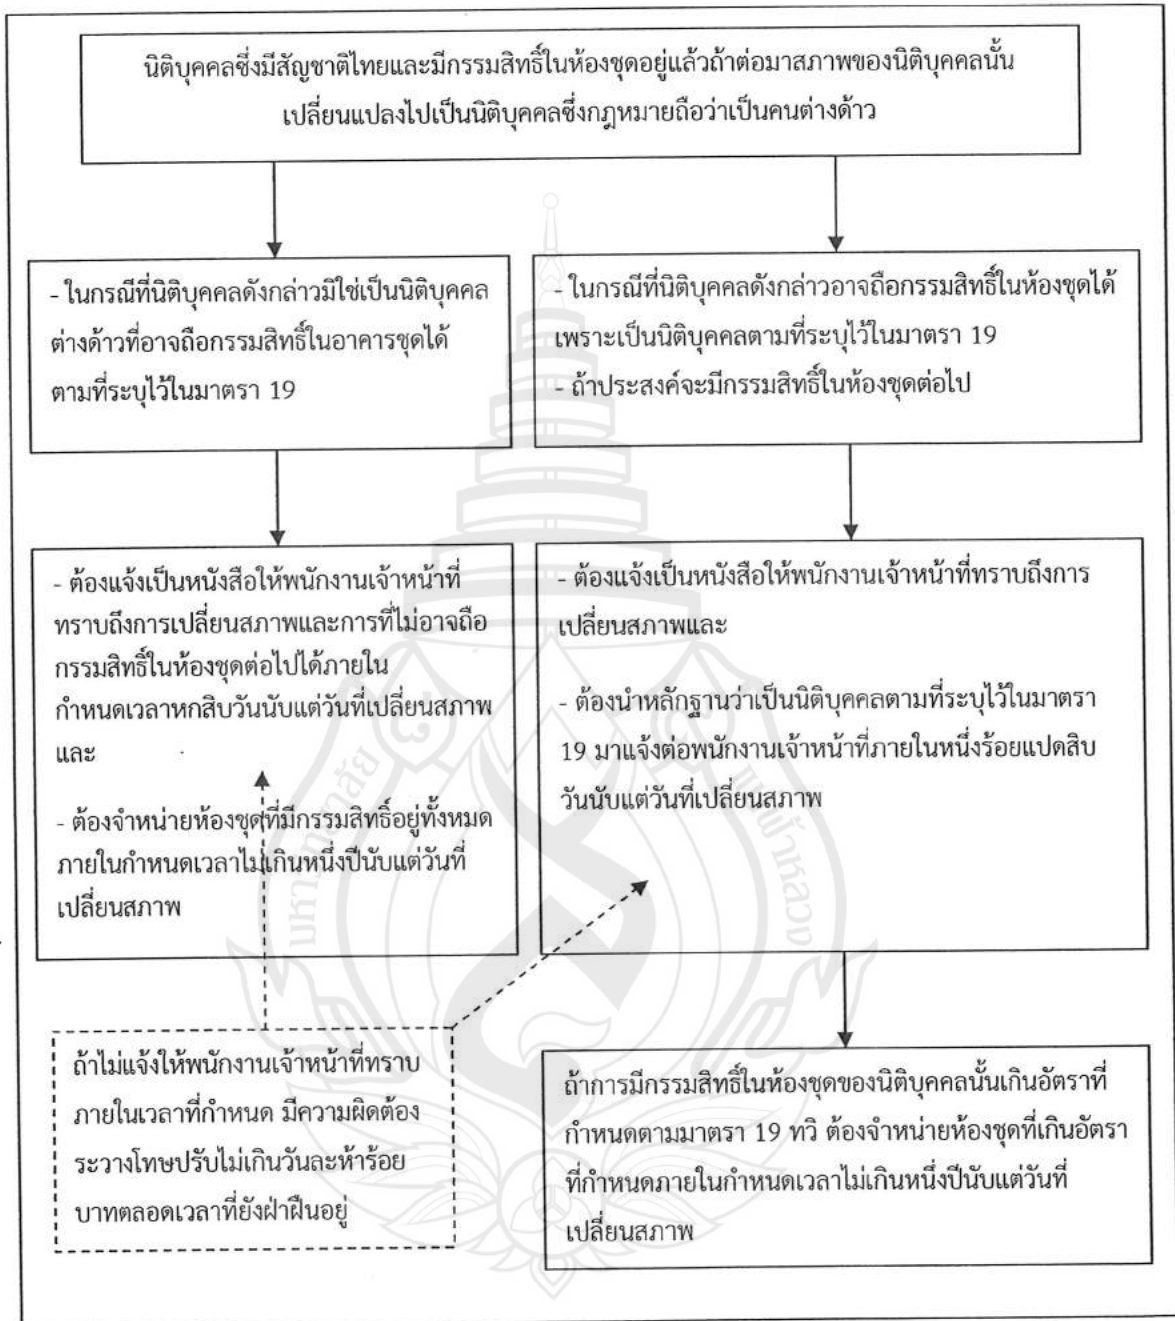 นิติบุคคลซึ่งมีสัญชาติไทยและมีกรรมสิทธิ์ในห้องชุดอยู่แล้วถ้าต่อมาสภาพของนิติบุคคลนั้น
เปลี่ยนแปลงไปเป็นนิติบุคคลซึ่งกฎหมายถือว่าเป็นคนต่างด้าว
- ในกรณีที่นิติบุคคลดังกล่าวมิใช่เป็นนิติบุคคล
ต่างด้าวที่อาจถือกรรมสิทธิ์ในอาคารชุดได้
ตามที่ระบุไว้ในมาตรา 19
- ในกรณีที่นิติบุคคลดังกล่าวอาจถือกรรมสิทธิ์ในห้องชุดได้
เพราะเป็นนิติบุคคลตามที่ระบุไว้ในมาตรา 19
- ถ้าประสงค์จะมีกรรมสิทธิ์ในห้องชุดต่อไป
- ต้องแจ้งเป็นหนังสือให้พนักงานเจ้าหน้าที่
ทราบถึงการเปลี่ยนสภาพและการที่ไม่อาจถือ
กรรมสิทธิ์ในห้องชุดต่อไปได้ภายใน
กำหนดเวลาหกสิบวันนับแต่วันที่เปลี่ยนสภาพ
และ
- ต้องจำหน่ายห้องชุดที่มีกรรมสิทธิ์อยู่ทั้งหมด
ภายในกำหนดเวลาไม่เกินหนึ่งปีนับแต่วันที่
เปลี่ยนสภาพ
- ต้องแจ้งเป็นหนังสือให้พนักงานเจ้าหน้าที่ทราบถึงการ
เปลี่ยนสภาพและ
- ต้องนำหลักฐานว่าเป็นนิติบุคคลตามที่ระบุไว้ในมาตรา
19 มาแจ้งต่อพนักงานเจ้าหน้าที่ภายในหนึ่งร้อยแปดสิบ
วันนับแต่วันที่เปลี่ยนสภาพ
ถ้าไม่แจ้งให้พนักงานเจ้าหน้าที่ทราบ
ภายในเวลาที่กำหนด มีความผิดต้อง
ระวางโทษปรับไม่เกินวันละห้าร้อย
บาทตลอดเวลาที่ยังฝ่าฝืนอยู่
ถ้าการมีกรรมสิทธิ์ในห้องชุดของนิติบุคคลนั้นเกินอัตราที่
กำหนดตามมาตรา 19 ทวิ ต้องจำหน่ายห้องชุดที่เกินอัตรา
ที่กำหนดภายในกำหนดเวลาไม่เกินหนึ่งปีนับแต่วันที่
เปลี่ยนสภาพ
มหาวิทยาลัย
แม่ฟ้าหลวง